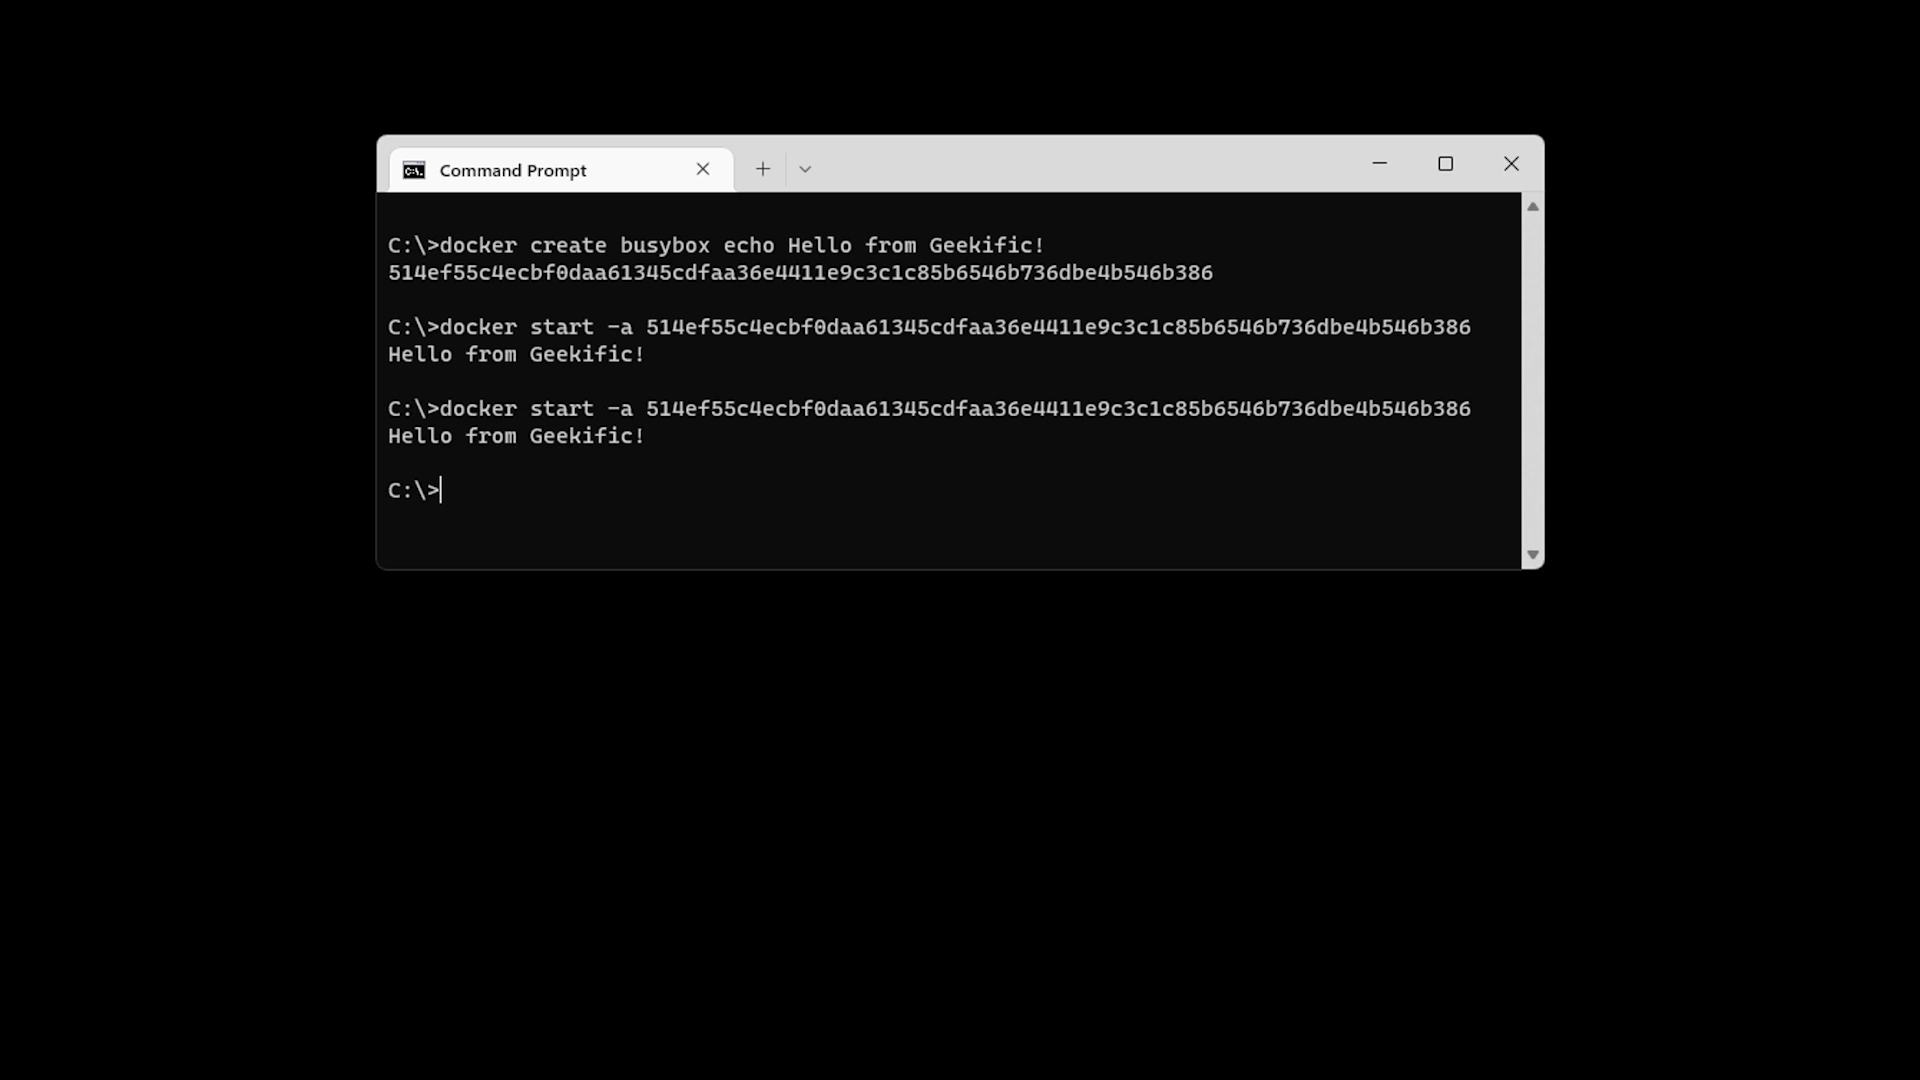 Command Prompt
C:\>docker create busybox echo Hello from Geekific!
514ef55c4ecbf0daa61345cdfaa36e4411e9c3c1c85b6546b736dbe4b546b386
C:\>docker start -a 514ef55c4ecbf0daa61345cdfaa36e4411e9c3c1c85b6546b736dbe4b546b386
Hello from Geekific!
C:\>docker start -a 514ef55c4ecbf0daa61345cdfaa36e4411e9c3c1c85b6546b736dbe4b546b386
Hello from Geekific!
C:\>